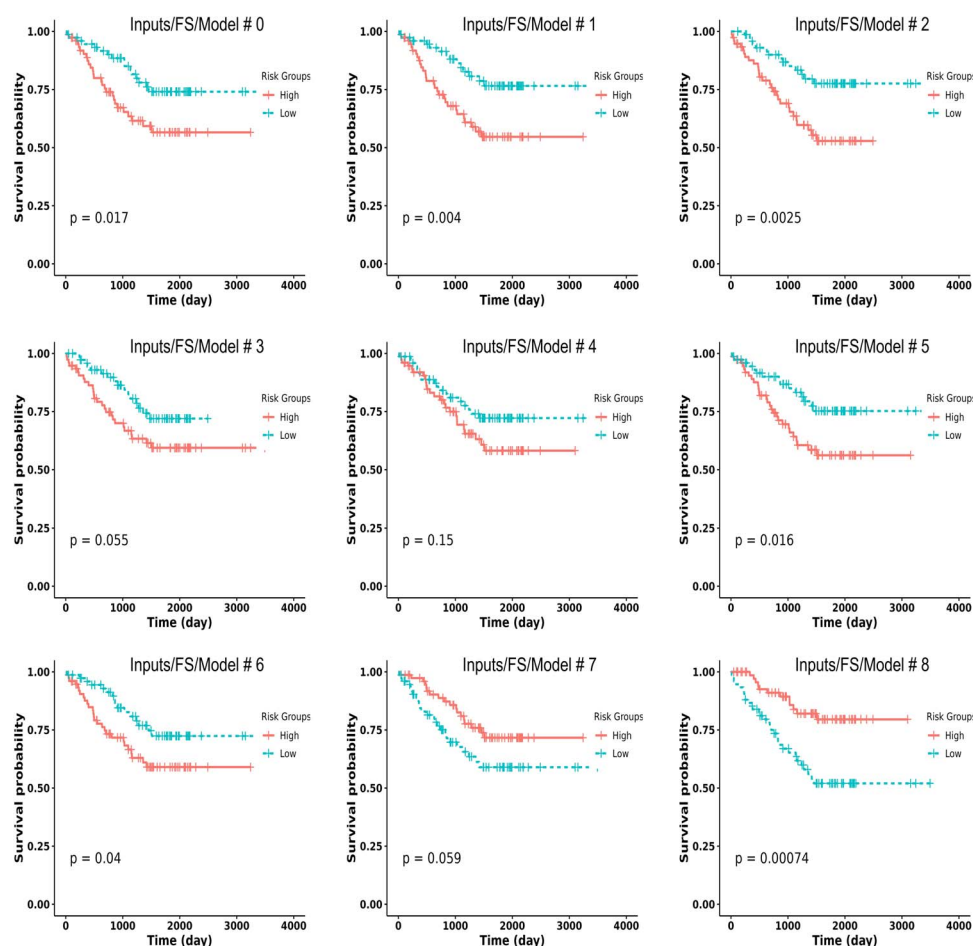 Inputs/FS/Model # 0
Survival probability
1.00
0.75
0.50
0.25
0.00
Risk Groups
High
Low
p = 0.017
0 1000 2000 3000 4000
Time (day)
Inputs/FS/Model # 1
Survival probability
1.00
0.75
0.50
0.25
0.00
Risk Groups
High
Low
p = 0.004
0 1000 2000 3000 4000
Time (day)
Inputs/FS/Model # 2
Survival probability
1.00
0.75
0.50
0.25
0.00
Risk Groups
High
Low
p = 0.0025
0 1000 2000 3000 4000
Time (day)
Inputs/FS/Model # 3
Survival probability
1.00
0.75
0.50
0.25
0.00
Risk Groups
High
Low
p = 0.055
0 1000 2000 3000 4000
Time (day)
Inputs/FS/Model # 4
Survival probability
1.00
0.75
0.50
0.25
0.00
Risk Groups
High
Low
p = 0.15
0 1000 2000 3000 4000
Time (day)
Inputs/FS/Model # 5
Survival probability
1.00
0.75
0.50
0.25
0.00
Risk Groups
High
Low
p = 0.016
0 1000 2000 3000 4000
Time (day)
Inputs/FS/Model # 6
Survival probability
1.00
0.75
0.50
0.25
0.00
Risk Groups
High
Low
p = 0.04
0 1000 2000 3000 4000
Time (day)
Inputs/FS/Model # 7
Survival probability
1.00
0.75
0.50
0.25
0.00
Risk Groups
High
Low
p = 0.059
0 1000 2000 3000 4000
Time (day)
Inputs/FS/Model # 8
Survival probability
1.00
0.75
0.50
0.25
0.00
Risk Groups
High
Low
p = 0.00074
0 1000 2000 3000 4000
Time (day)